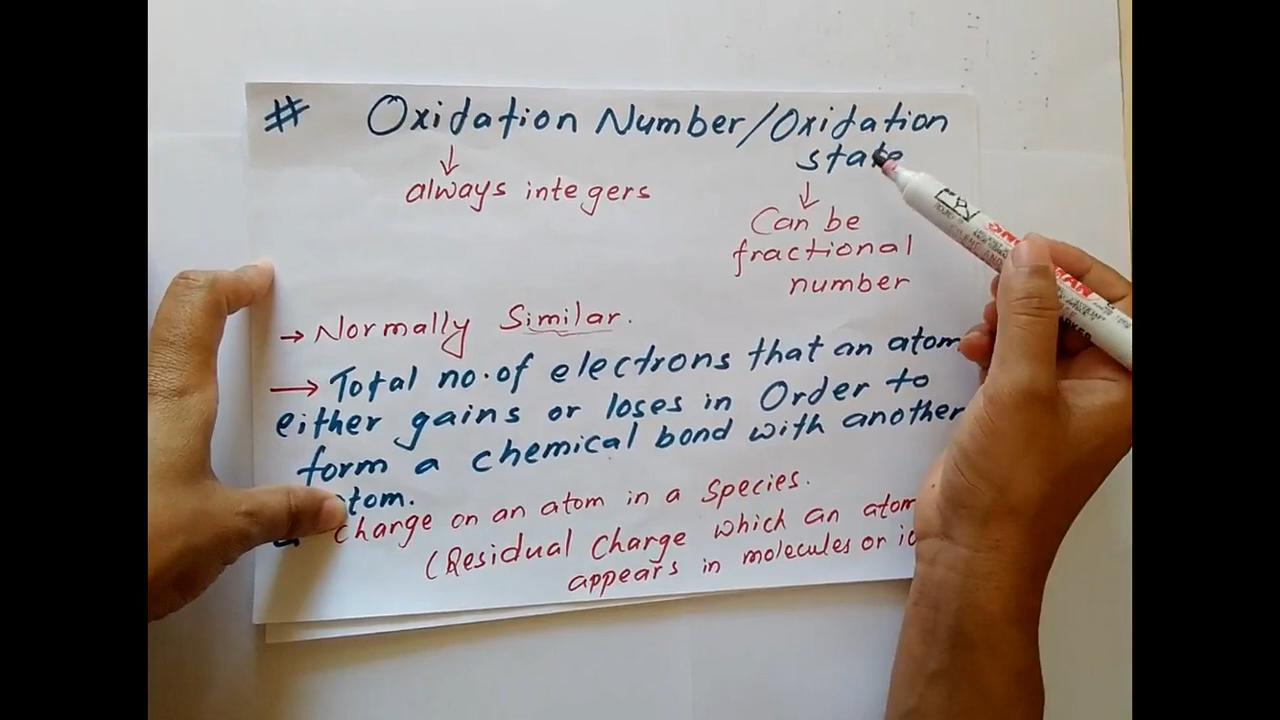 # Oxidation Number/Oxidation
state
↓ always integers
↓ Can be
fractional
number
→ Normally Similar.
→ Total no. of electrons that an atom
either gains or loses in Order to
form a chemical bond with another
atom.
Charge on an atom in a Species.
(Residual Charge which an atom
appears in molecules or